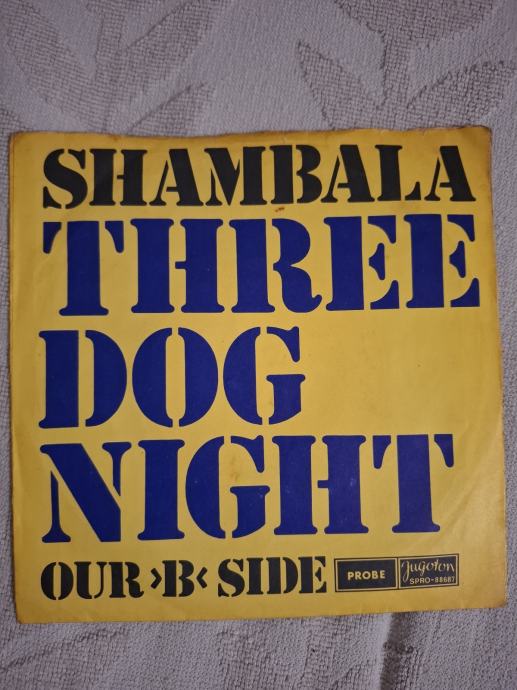 SHAMBALA
THREE
DOG
NIGHT
OUR ›B‹ SIDE PROBE Jugoton
SPRO-88687